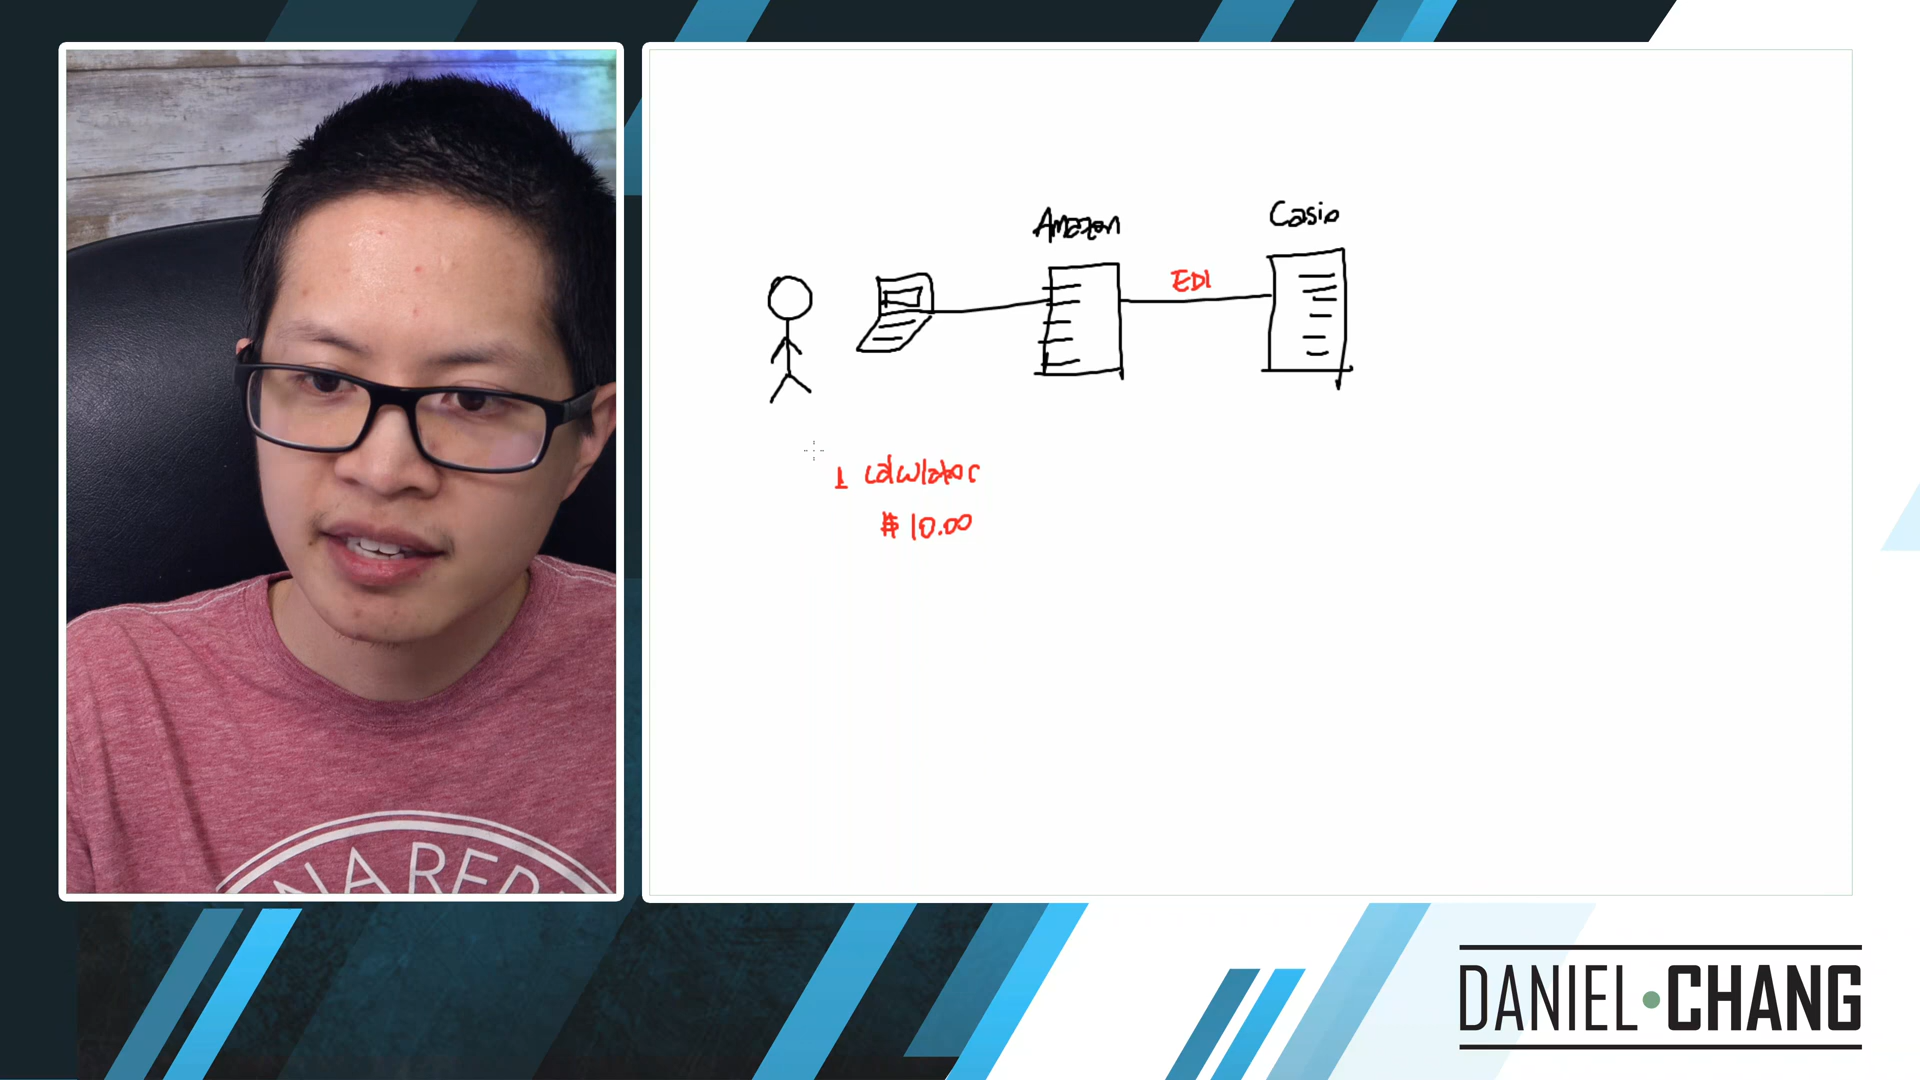 Amazon
Casio
EDI
1 calculator
$ 10.00
NARED
DANIEL•CHANG